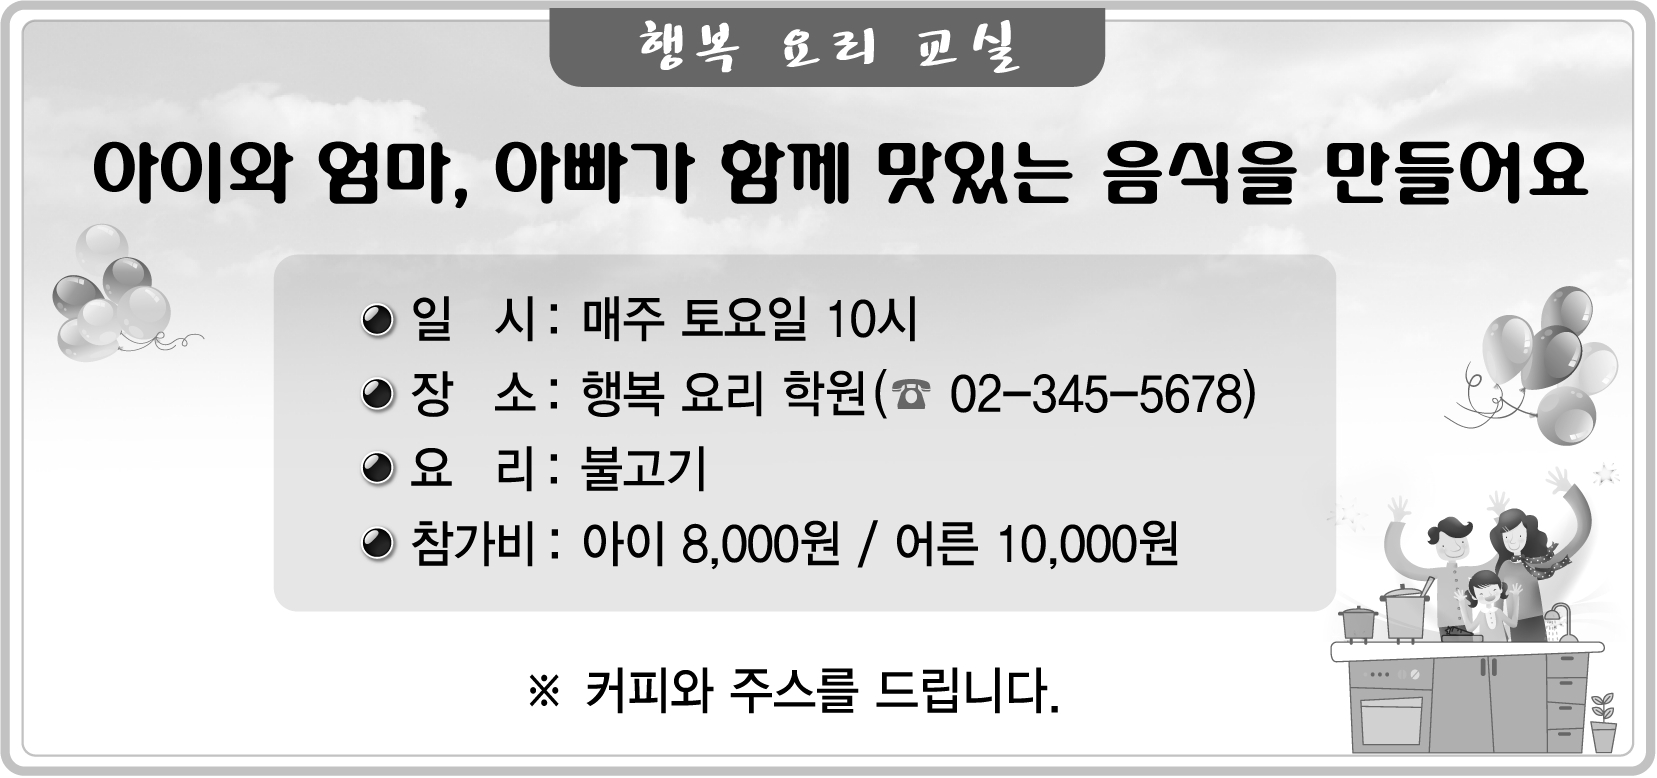 행복 요리 교실
아이와 엄마, 아빠가 함께 맛있는 음식을 만들어요
일 시 : 매주 토요일 10시
장 소 : 행복 요리 학원(☎ 02-345-5678)
요 리 : 불고기
참가비 : 아이 8,000원 / 어른 10,000원
※ 커피와 주스를 드립니다.